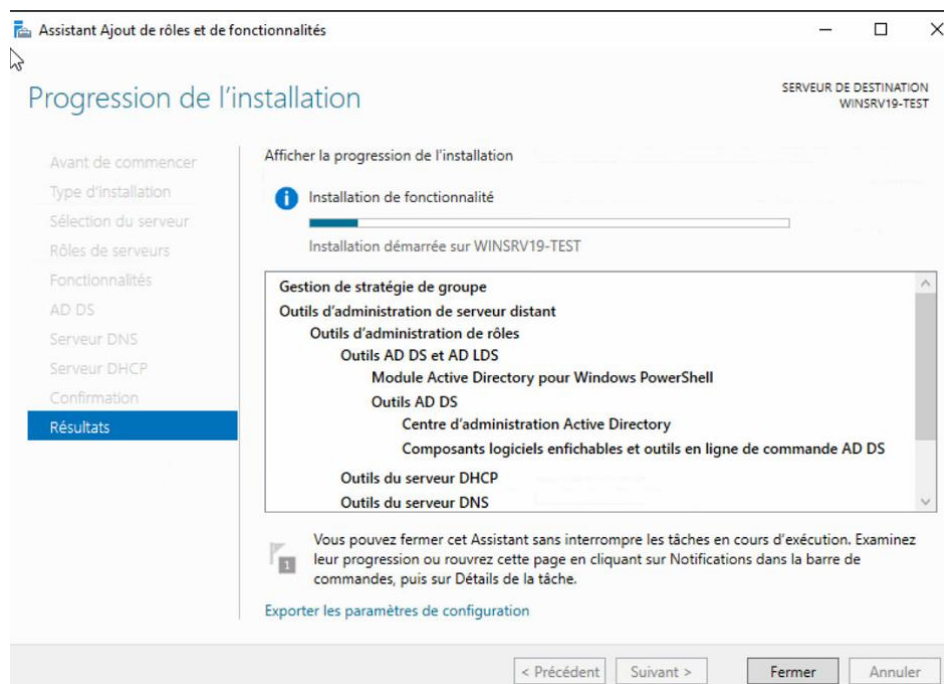 Assistant Ajout de rôles et de fonctionnalités
Progression de l'installation
SERVEUR DE DESTINATION
WINSRV19-TEST
Avant de commencer
Type d'installation
Sélection du serveur
Rôles de serveurs
Fonctionnalités
AD DS
Serveur DNS
Serveur DHCP
Confirmation
Résultats
Afficher la progression de l'installation
Installation de fonctionnalité
Installation démarrée sur WINSRV19-TEST
Gestion de stratégie de groupe
Outils d'administration de serveur distant
Outils d'administration de rôles
Outils AD DS et AD LDS
Module Active Directory pour Windows PowerShell
Outils AD DS
Centre d'administration Active Directory
Composants logiciels enfichables et outils en ligne de commande AD DS
Outils du serveur DHCP
Outils du serveur DNS
1
Vous pouvez fermer cet Assistant sans interrompre les tâches en cours d'exécution. Examinez
leur progression ou rouvrez cette page en cliquant sur Notifications dans la barre de
commandes, puis sur Détails de la tâche.
Exporter les paramètres de configuration
< Précédent
Suivant >
Fermer
Annuler